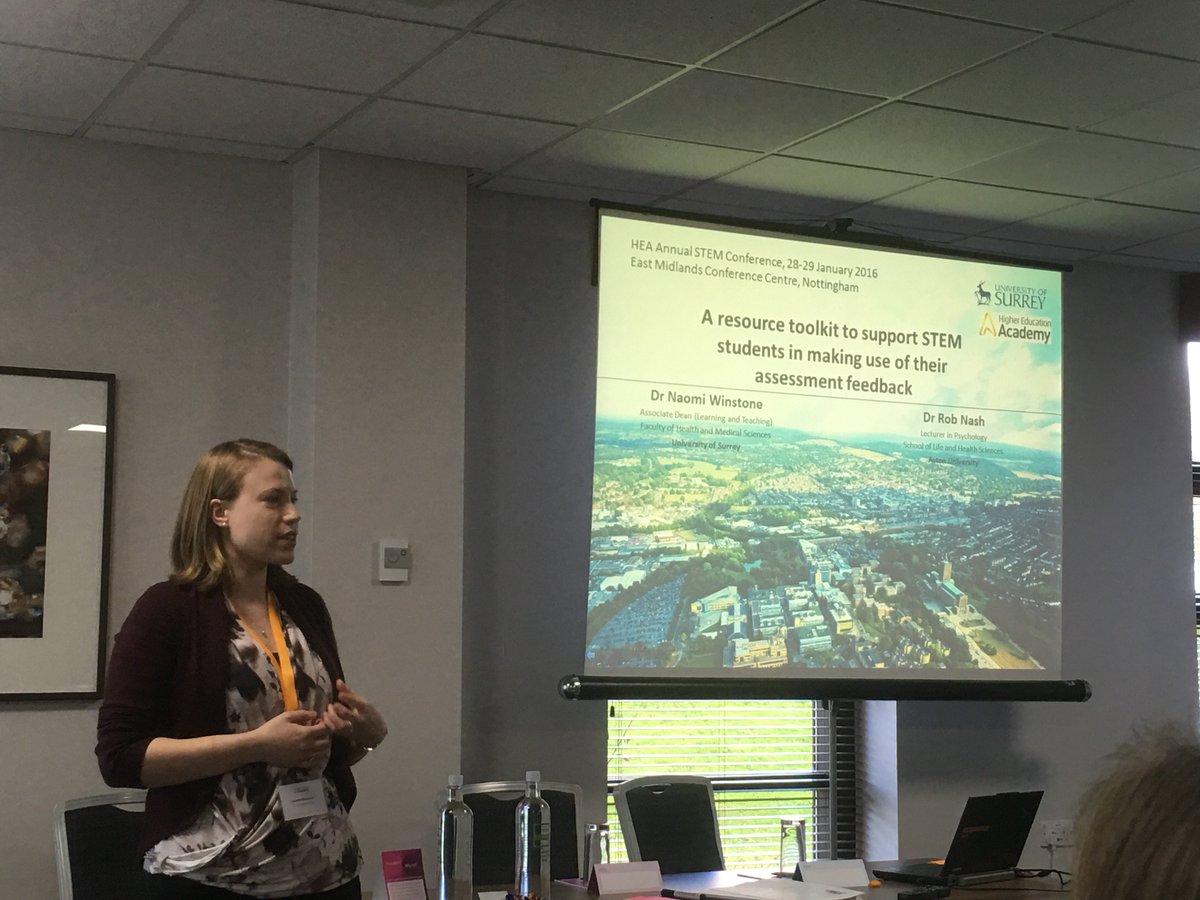 HEA Annual STEM Conference, 28-29 January 2016
East Midlands Conference Centre, Nottingham
UNIVERSITY OF
SURREY
Higher Education
Academy
A resource toolkit to support STEM
students in making use of their
assessment feedback
Dr Naomi Winstone
Associate Dean (Learning and Teaching)
Faculty of Health and Medical Sciences
University of Surrey
Dr Rob Nash
Lecturer in Psychology
School of Life and Health Sciences
Aston University